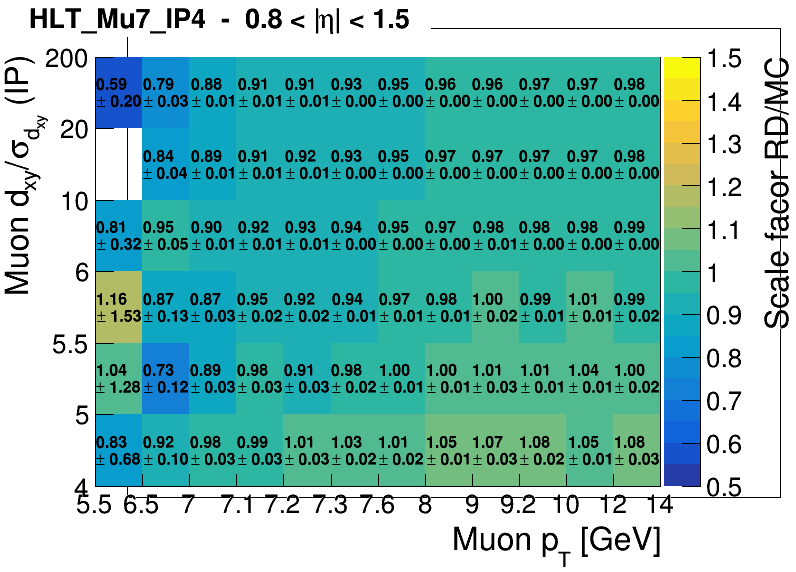 HLT_Mu7_IP4 - 0.8 < |η| < 1.5
Muon d_xy/σ_d_xy (IP)
200
20
10
6
5.5
5
4
0.59 0.79 0.88 0.91 0.91 0.93 0.95 0.96 0.96 0.97 0.97 0.98
± 0.20 ± 0.03 ± 0.01 ± 0.01 ± 0.01 ± 0.00 ± 0.00 ± 0.00 ± 0.00 ± 0.00 ± 0.00 ± 0.00
0.84 0.89 0.91 0.92 0.93 0.95 0.97 0.97 0.97 0.97 0.98
± 0.04 ± 0.01 ± 0.01 ± 0.01 ± 0.00 ± 0.00 ± 0.00 ± 0.00 ± 0.00 ± 0.00 ± 0.00
0.81 0.95 0.90 0.92 0.93 0.94 0.95 0.97 0.98 0.98 0.98 0.99
± 0.32 ± 0.05 ± 0.01 ± 0.01 ± 0.01 ± 0.01 ± 0.00 ± 0.00 ± 0.01 ± 0.00 ± 0.00 ± 0.00
1.16 0.87 0.87 0.95 0.92 0.94 0.97 0.98 1.00 0.99 1.01 0.99
± 1.53 ± 0.13 ± 0.03 ± 0.02 ± 0.02 ± 0.02 ± 0.01 ± 0.01 ± 0.02 ± 0.01 ± 0.01 ± 0.02
1.04 0.73 0.89 0.98 0.91 0.98 1.00 1.00 1.01 1.01 1.04 1.00
± 1.28 ± 0.12 ± 0.03 ± 0.03 ± 0.03 ± 0.02 ± 0.01 ± 0.01 ± 0.03 ± 0.01 ± 0.01 ± 0.02
0.83 0.92 0.98 0.99 1.01 1.03 1.01 1.05 1.07 1.08 1.05 1.08
± 0.68 ± 0.10 ± 0.03 ± 0.03 ± 0.03 ± 0.02 ± 0.02 ± 0.01 ± 0.03 ± 0.02 ± 0.01 ± 0.03
5.5 6.5 7 7.1 7.2 7.3 7.6 8 9 9.2 10 12 14
Muon p_T [GeV]
1.5
1.4
1.3
1.2
1.1
1
0.9
0.8
0.7
0.6
0.5
Scale facor RD/MC